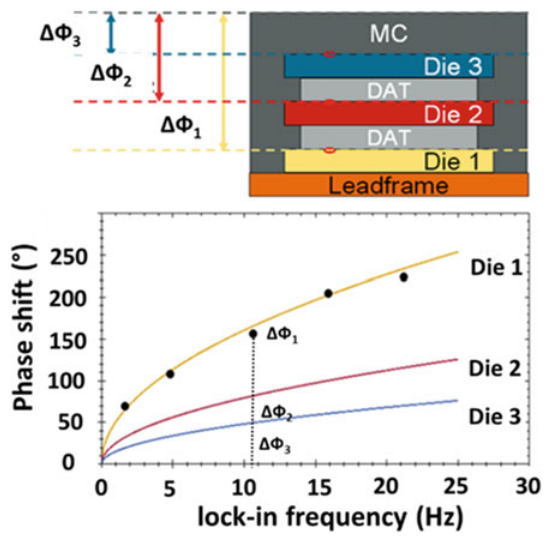 MC
ΔΦ3
Die 3
ΔΦ2
DAT
Die 2
ΔΦ1
DAT
Die 1
Leadframe
Phase shift (°)
250
200
150
100
50
0
Die 1
ΔΦ1
Die 2
ΔΦ2
Die 3
ΔΦ3
0 5 10 15 20 25 30
lock-in frequency (Hz)